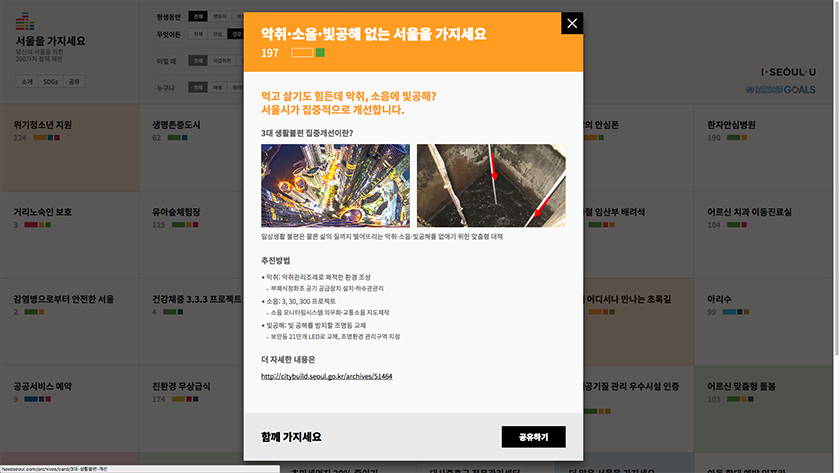 서울을 가지세요
당신의 서울을 위한
200가지 정책 제안
소개 SDGs 공유
평생동안 전체 영유아
무엇이든 전체 안심 건강
이럴 때 전체
누구나 전체 여성
I·SEOUL·U
GOALS
악취·소음·빛공해 없는 서울을 가지세요
197
먹고 살기도 힘든데 악취, 소음에 빛공해?
서울시가 집중적으로 개선합니다.
3대 생활불편 집중개선이란?
일상생활 불편은 물론 삶의 질까지 떨어뜨리는 악취·소음·빛공해를 없애기 위한 맞춤형 대책
추진방법
▪ 악취: 악취관리조례로 쾌적한 환경 조성
- 부패식정화조 공기 공급장치 설치·하수관관리
▪ 소음: 3, 30, 300 프로젝트
- 소음 모니터링시스템 의무화·교통소음 지도제작
▪ 빛공해: 빛 공해를 방지할 조명등 교체
- 보안등 21만개 LED로 교체, 조명환경 관리구역 지정
더 자세한 내용은
http://citybuild.seoul.go.kr/archives/51464
함께 가지세요
공유하기
위기청소년 지원
124
생명존중도시
62
안심폰
환자안심병원
190
거리노숙인 보호
3
유아숲체험장
125
임산부 배려석
어르신 치과 이동진료실
104
감염병으로부터 안전한 서울
2
건강체중 3.3.3 프로젝트
4
어디서나 만나는 초록길
아리수
99
공공서비스 예약
9
친환경 무상급식
174
공기질 관리 우수시설 인증
어르신 맞춤형 돌봄
103
hoveseoul.com/archives/card/3대-생활불편-개선